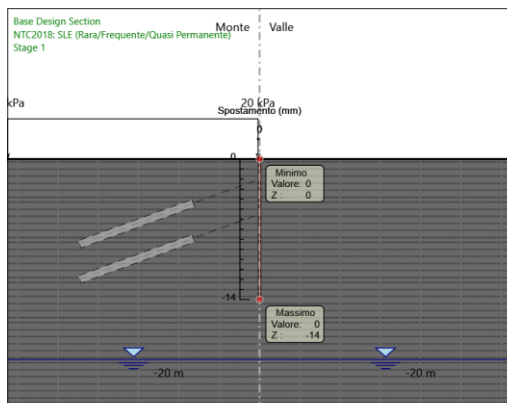 Base Design Section
NTC2018: SLE (Rara/Frequente/Quasi Permanente)
Stage 1
Monte
Valle
kPa
20 kPa
Spostamento (mm)
0
0
Minimo
Valore: 0
Z : 0
-14
Massimo
Valore: 0
Z : -14
-20 m
-20 m